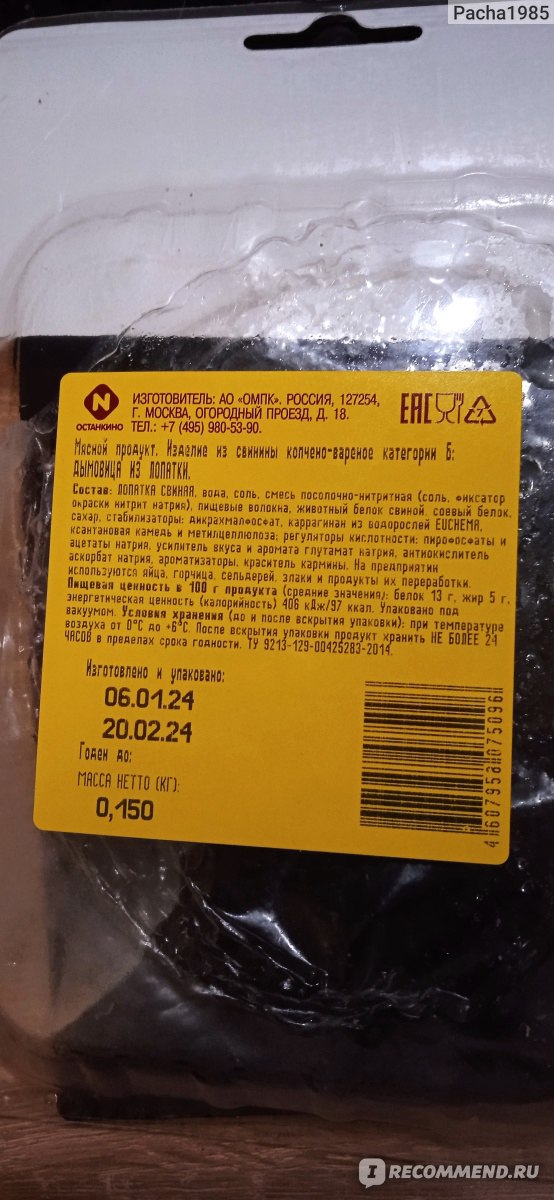 Pacha1985
N
ОСТАНКИНО
ИЗГОТОВИТЕЛЬ: АО «ОМПК». РОССИЯ, 127254,
Г. МОСКВА, ОГОРОДНЫЙ ПРОЕЗД, Д. 18.
ТЕЛ.: +7 (495) 980-53-90.
EAC
Мясной продукт. Изделие из свинины копчено-вареное категории Б:
ДЫМОВИЦА ИЗ ЛОПАТКИ.
Состав: ЛОПАТКА СВИНАЯ, вода, соль, смесь посолочно-нитритная (соль, фиксатор
окраски нитрит натрия), пищевые волокна, животный белок свиной, соевый белок,
сахар, стабилизаторы: дикрахмалфосфат, каррагинан из водорослей EUCHEMA,
ксантановая камедь и метилцеллюлоза; регуляторы кислотности: пирофосфаты и
ацетаты натрия, усилитель вкуса и аромата глутамат натрия, антиокислитель
аскорбат натрия, ароматизаторы, краситель кармины. На предприятии
используются яйца, горчица, сельдерей, злаки и продукты их переработки.
Пищевая ценность в 100 г продукта (средние значения): белок 13 г, жир 5 г,
энергетическая ценность (калорийность) 406 кДж/97 ккал. Упаковано под
вакуумом. Условия хранения (до и после вскрытия упаковки): при температуре
воздуха от 0°С до +6°С. После вскрытия упаковки продукт хранить НЕ БОЛЕЕ 24
ЧАСОВ в пределах срока годности. ТУ 9213-129-00425283-2014.
Изготовлено и упаковано:
06.01.24
20.02.24
Годен до:
МАССА НЕТТО (КГ):
0,150
4 607958 075096
I RECOMMEND.RU